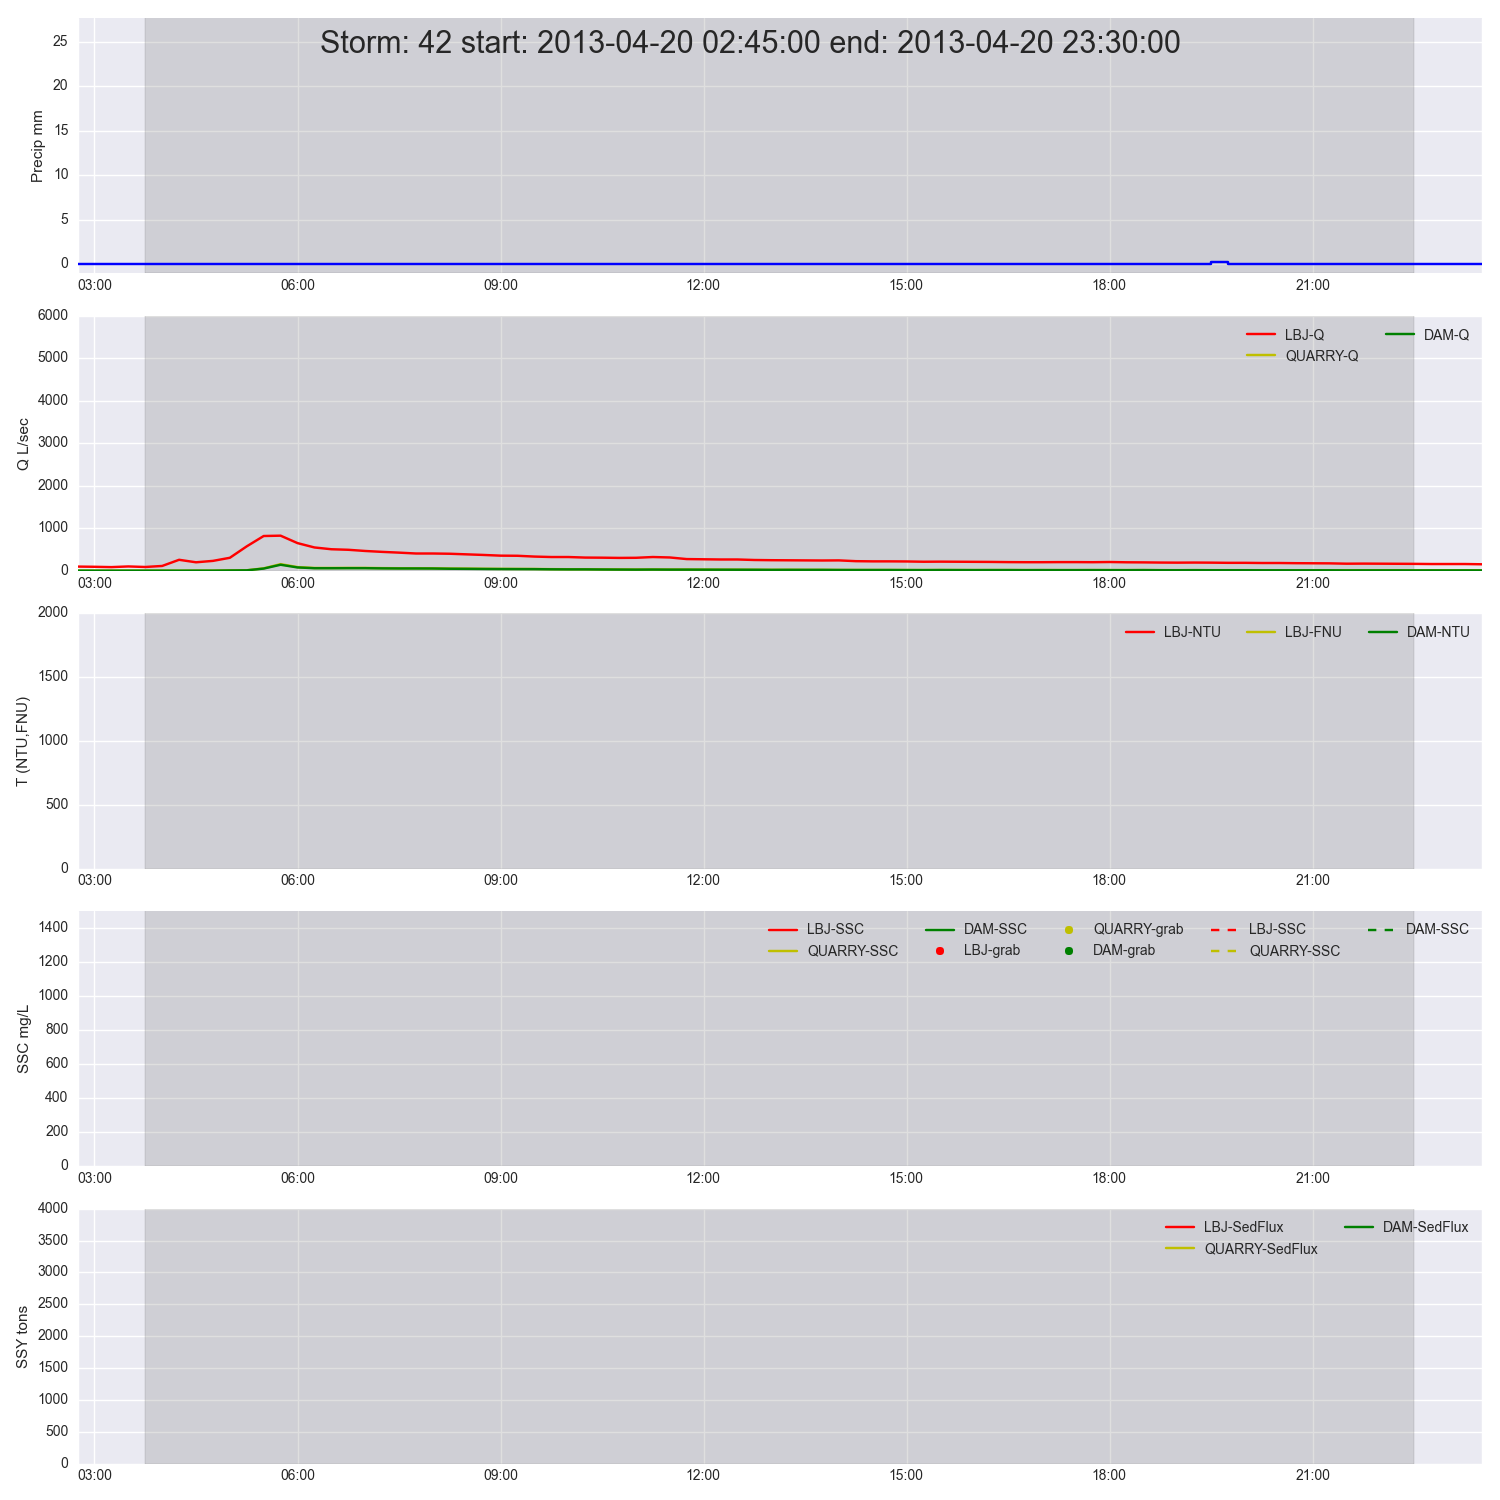 Storm: 42 start: 2013-04-20 02:45:00 end: 2013-04-20 23:30:00
Precip mm
25
20
15
10
5
0
03:00 06:00 09:00 12:00 15:00 18:00 21:00
Q L/sec
6000
5000
4000
3000
2000
1000
0
LBJ-Q DAM-Q
QUARRY-Q
03:00 06:00 09:00 12:00 15:00 18:00 21:00
T (NTU,FNU)
2000
1500
1000
500
0
LBJ-NTU LBJ-FNU DAM-NTU
03:00 06:00 09:00 12:00 15:00 18:00 21:00
SSC mg/L
1400
1200
1000
800
600
400
200
0
LBJ-SSC DAM-SSC QUARRY-grab LBJ-SSC DAM-SSC
QUARRY-SSC LBJ-grab DAM-grab QUARRY-SSC
03:00 06:00 09:00 12:00 15:00 18:00 21:00
SSY tons
4000
3500
3000
2500
2000
1500
1000
500
0
LBJ-SedFlux DAM-SedFlux
QUARRY-SedFlux
03:00 06:00 09:00 12:00 15:00 18:00 21:00